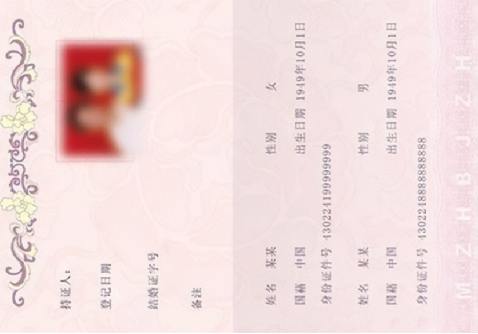 持证人：
登记日期
结婚证字号
备注
姓名 某某 性别 女
国籍 中国 出生日期 1949年10月1日
身份证件号 430224199999999
姓名 某某 性别 男
国籍 中国 出生日期 1949年10月1日
身份证件号 430224888888888
MZHBJZH